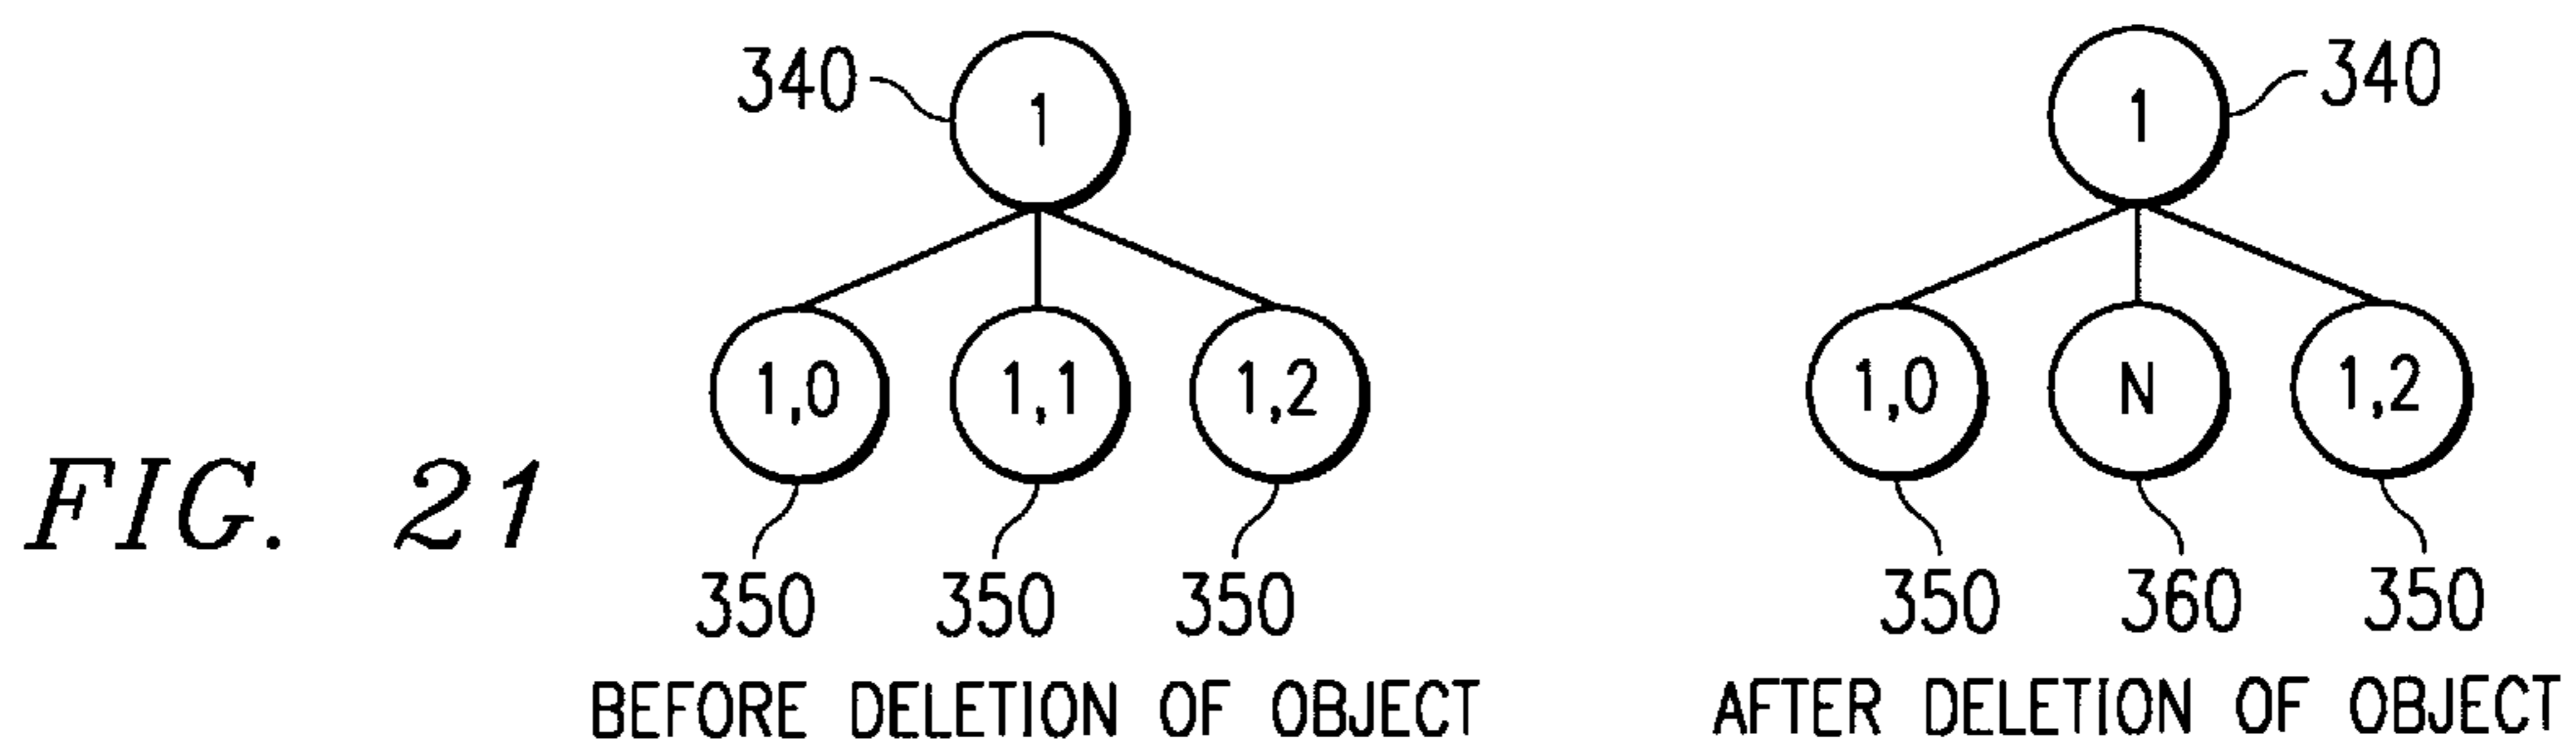 340 1
1 340
1,0 1,1 1,2
1,0 N 1,2
FIG. 21
350 350 350
350 360 350
BEFORE DELETION OF OBJECT
AFTER DELETION OF OBJECT